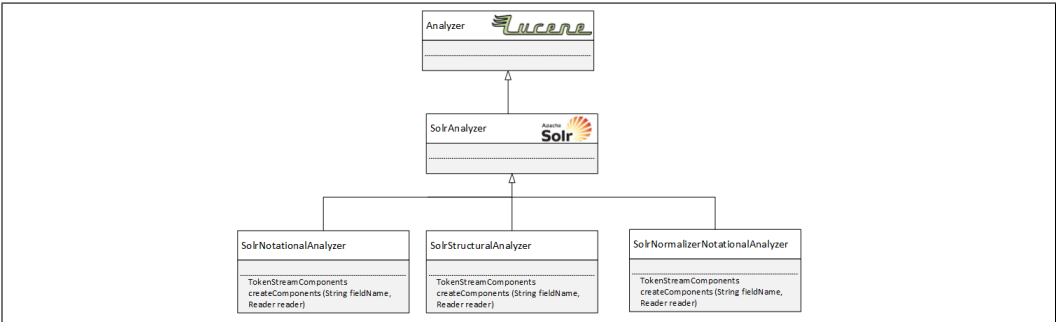 Analyzer
Lucene
SolrAnalyzer
Apache
Solr
SolrNotationalAnalyzer
TokenStreamComponents
createComponents (String fieldName,
Reader reader)
SolrStructuralAnalyzer
TokenStreamComponents
createComponents (String fieldName,
Reader reader)
SolrNormalizerNotationalAnalyzer
TokenStreamComponents
createComponents (String fieldName,
Reader reader)